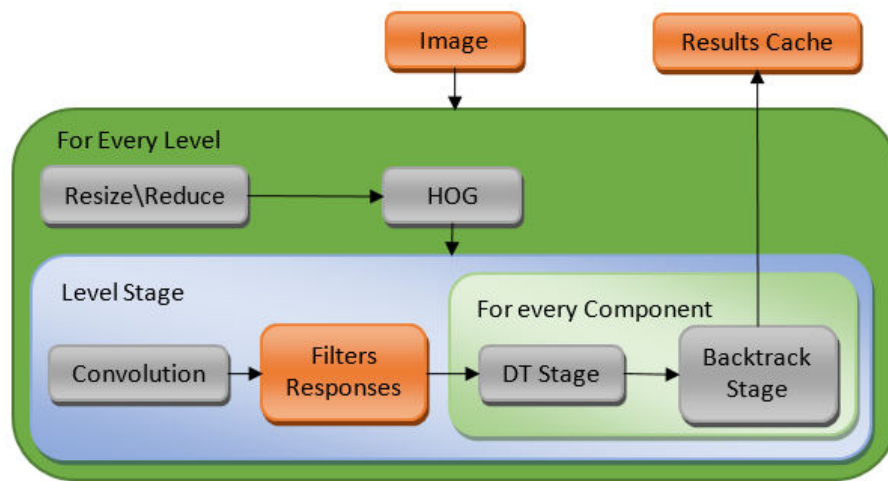 Image
Results Cache
For Every Level
Resize\Reduce
HOG
Level Stage
For every Component
Convolution
Filters
Responses
DT Stage
Backtrack
Stage